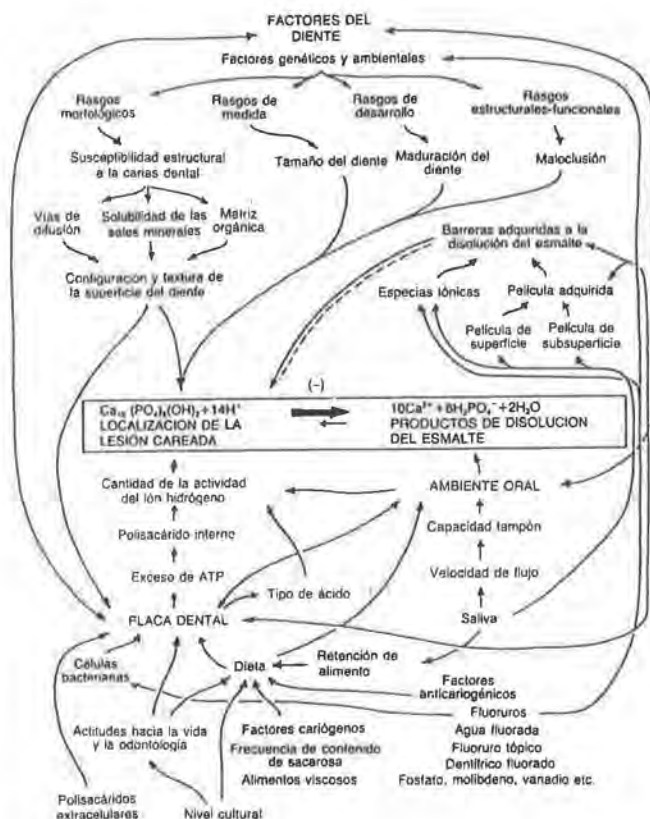 FACTORES DEL
DIENTE
Factores genéticos y ambientales
Rasgos
morfológicos
Rasgos de
medida
Rasgos de
desarrollo
Rasgos
estructurales-funcionales
Susceptibilidad estructural
a la carias dental
Tamaño del diente
Maduración del
diente
Maloclusión
Vías de
difusión
Solubilidad de las
sales minerales
Matriz
orgánica
Barreras adquiridas a la
disolución del esmalte
Configuración y textura de
la superficie del diente
Especias iónicas
Película adquirida
Película de
superficie
Película de
subsuperficie
(-)
Ca₁₀ (PO₄)₆(OH)₂+14H⁺
LOCALIZACION DE LA
LESIÓN CAREADA
10Ca²⁺+6H₂PO₄⁻+2H₂O
PRODUCTOS DE DISOLUCION
DEL ESMALTE
Cantidad de la actividad
del íón hidrógeno
AMBIENTE ORAL
Polisacárido interno
Capacidad tampón
Exceso de ATP
Velocidad de flujo
Tipo de ácido
PLACA DENTAL
Saliva
Células
bacterianas
Dieta
Retención de
alimento
Factores
anticariogénicos
Actitudes hacia la vida
y la odontología
Factores cariógenos
Frecuencia de contenido
de sacarosa
Alimentos viscosos
Fluoruros
Agua fluorada
Fluoruro tópico
Dentífrico fluorado
Fosfato, molibdeno, vanadio etc.
Polisacáridos
extracelulares
Nivel cultural